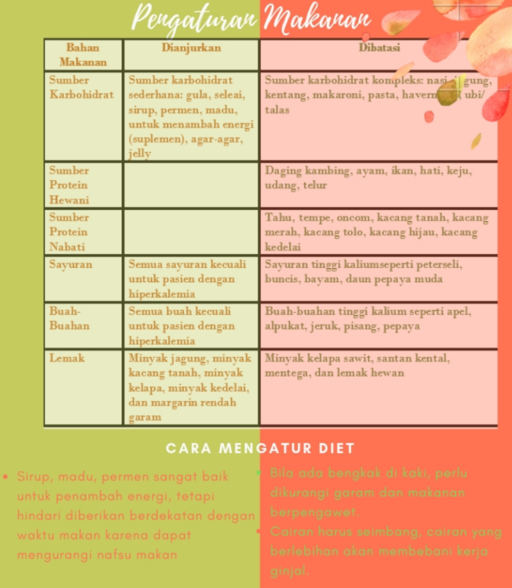 Pengaturan Makanan
Bahan Makanan
Dianjurkan
Dibatasi
Sumber Karbohidrat
Sumber karbohidrat
sederhana: gula, seleai,
sirup, permen, madu,
untuk menambah energi
(suplemen), agar-agar,
jelly
Sumber karbohidrat kompleks: nasi
kentang, makaroni, pasta, ubi/
talas
Sumber
Protein
Hewani
Daging kambing, ayam, ikan, hati, keju,
udang, telur
Sumber
Protein
Nabati
Tahu, tempe, oncom, kacang tanah, kacang
merah, kacang tolo, kacang hijau, kacang
kedelai
Sayuran
Semua sayuran kecuali
untuk pasien dengan
hiperkalemia
Sayuran tinggi kaliumseperti peterseli,
buncis, bayam, daun pepaya muda
Buah-
Buahan
Semua buah kecuali
untuk pasien dengan
hiperkalemia
Buah-buahan tinggi kalium seperti apel,
alpukat, jeruk, pisang, pepaya
Lemak
Minyak jagung, minyak
kacang tanah, minyak
kelapa, minyak kedelai,
dan margarin rendah
garam
Minyak kelapa sawit, santan kental,
mentega, dan lemak hewan
CARA MENGATUR DIET
• Sirup, madu, permen sangat baik
untuk penambah energi, tetapi
hindari diberikan berdekatan dengan
waktu makan karena dapat
mengurangi nafsu makan
• Bila ada bengkak di kaki, perlu
dikurangi garam dan makanan
berpengawet.
• Cairan harus seimbang, cairan yang
berlebihan akan membebani kerja
ginjal.